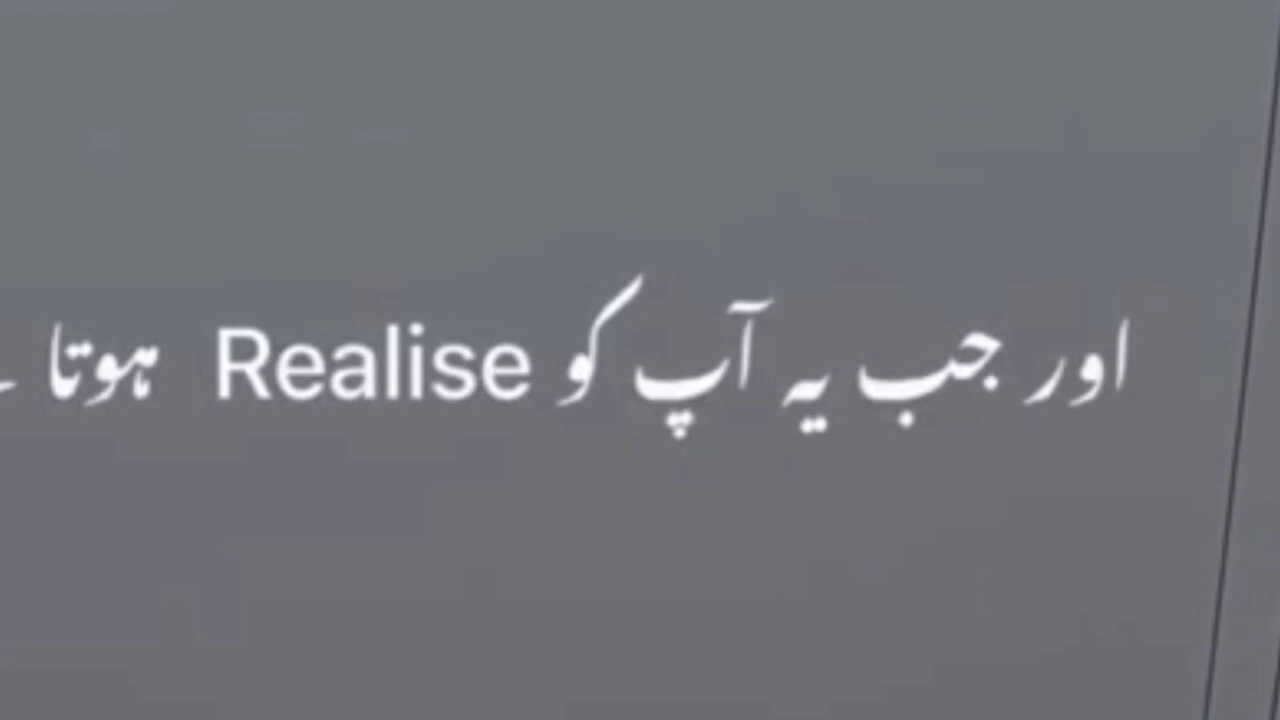 اور جب یہ آپ کو Realise ہوتا